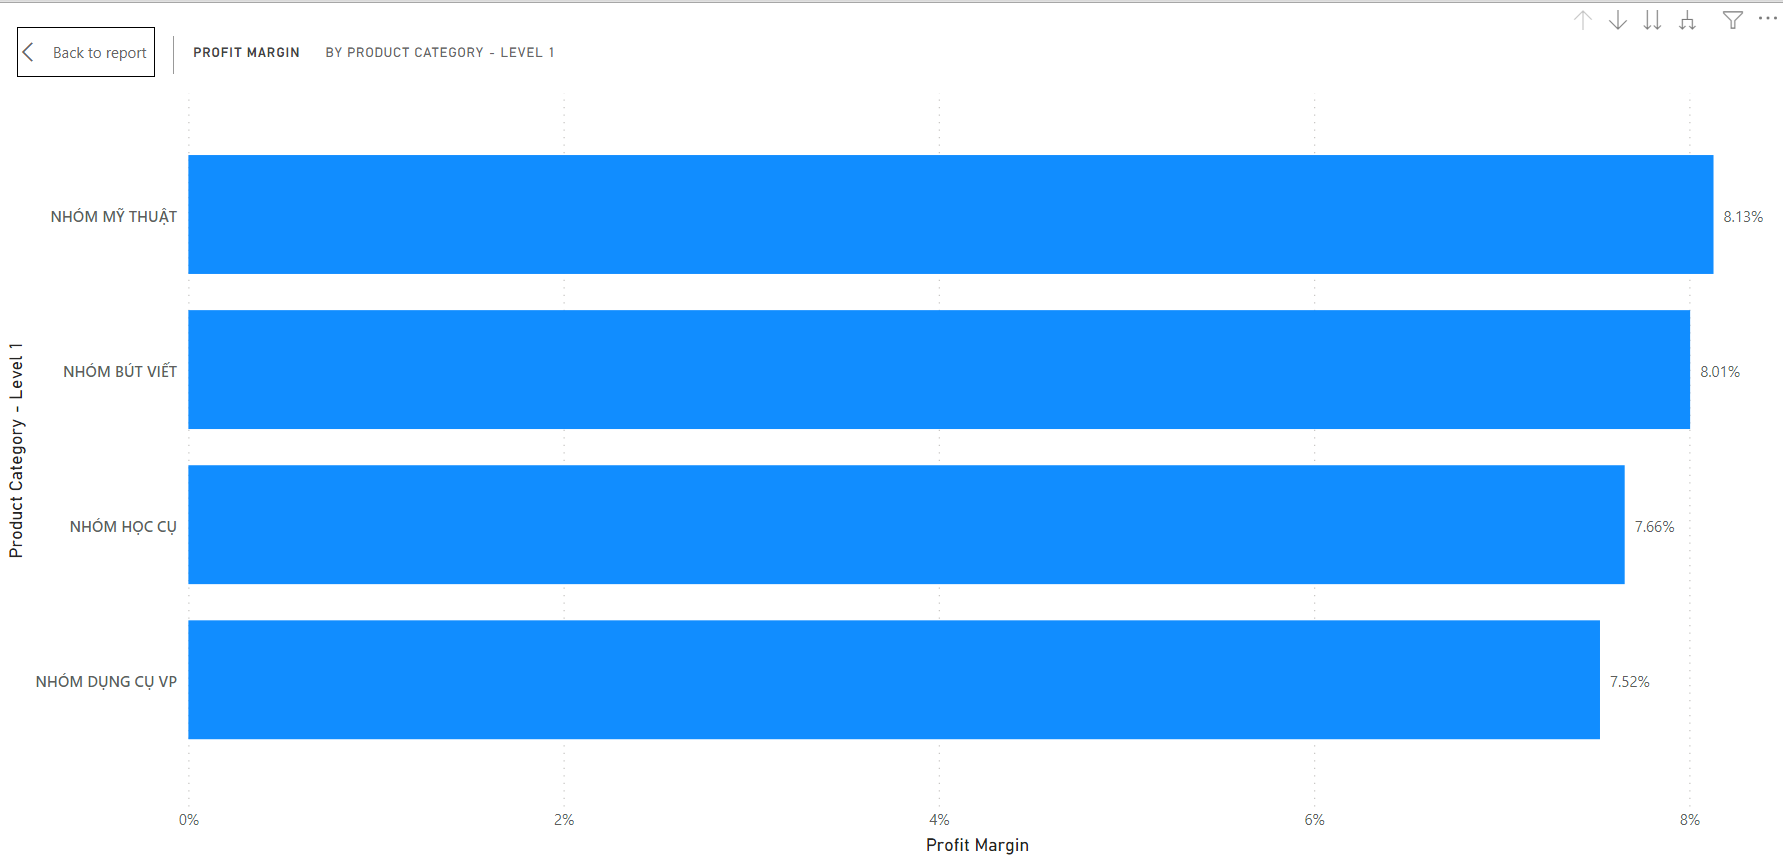 Back to report
PROFIT MARGIN BY PRODUCT CATEGORY - LEVEL 1
Product Category - Level 1
NHÓM MỸ THUẬT 8.13%
NHÓM BÚT VIẾT 8.01%
NHÓM HỌC CỤ 7.66%
NHÓM DỤNG CỤ VP 7.52%
0% 2% 4% 6% 8%
Profit Margin